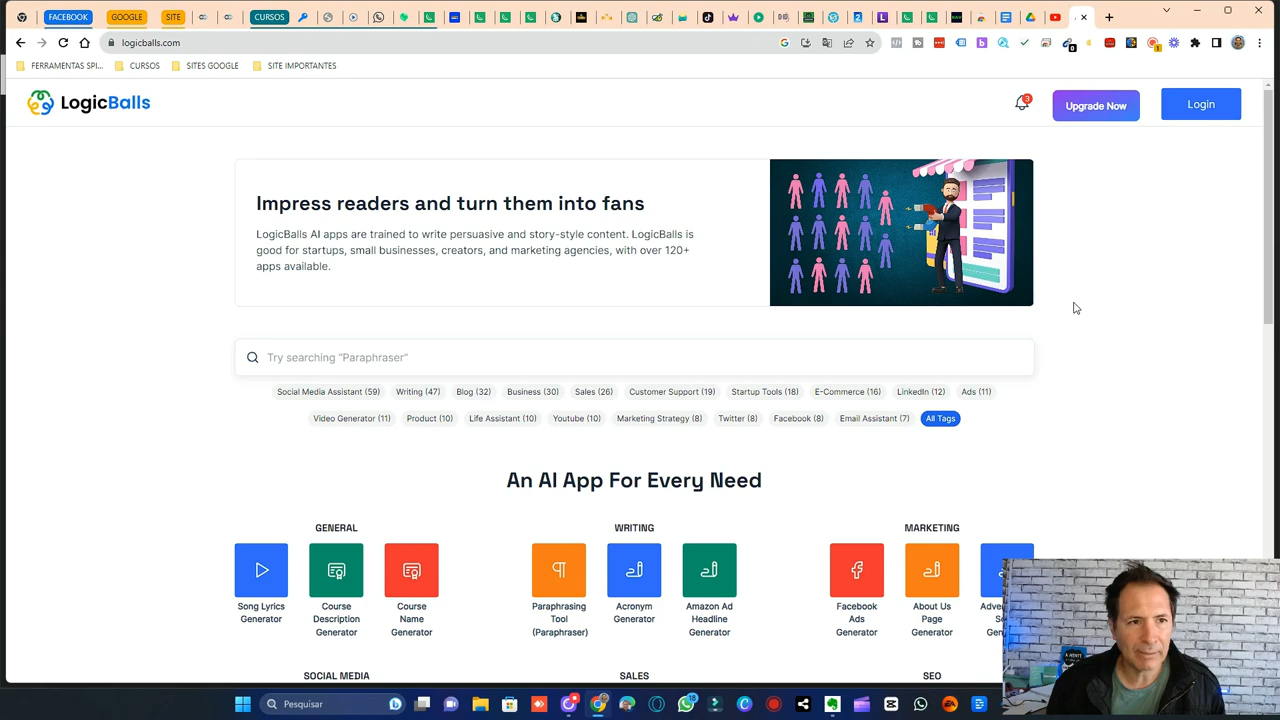 FACEBOOK
GOOGLE
SITE
CURSOS
logicballs.com
FERRAMENTAS SPI...
CURSOS
SITES GOOGLE
SITE IMPORTANTES
LogicBalls
3
Upgrade Now
Login
Impress readers and turn them into fans
LogicBalls AI apps are trained to write persuasive and story-style content. LogicBalls is
good for startups, small businesses, creators, and marketing agencies, with over 120+
apps available.
Try searching "Paraphraser"
Social Media Assistant (59) Writing (47) Blog (32) Business (30) Sales (26) Customer Support (19) Startup Tools (18) E-Commerce (16) LinkedIn (12) Ads (11)
Video Generator (11) Product (10) Life Assistant (10) Youtube (10) Marketing Strategy (8) Twitter (8) Facebook (8) Email Assistant (7) All Tags
An AI App For Every Need
GENERAL
WRITING
MARKETING
Song Lyrics
Generator
Course
Description
Generator
Course
Name
Generator
Paraphrasing
Tool
(Paraphraser)
Acronym
Generator
Amazon Ad
Headline
Generator
Facebook
Ads
Generator
About Us
Page
Generator
SOCIAL MEDIA
SALES
SEO
Pesquisar
18